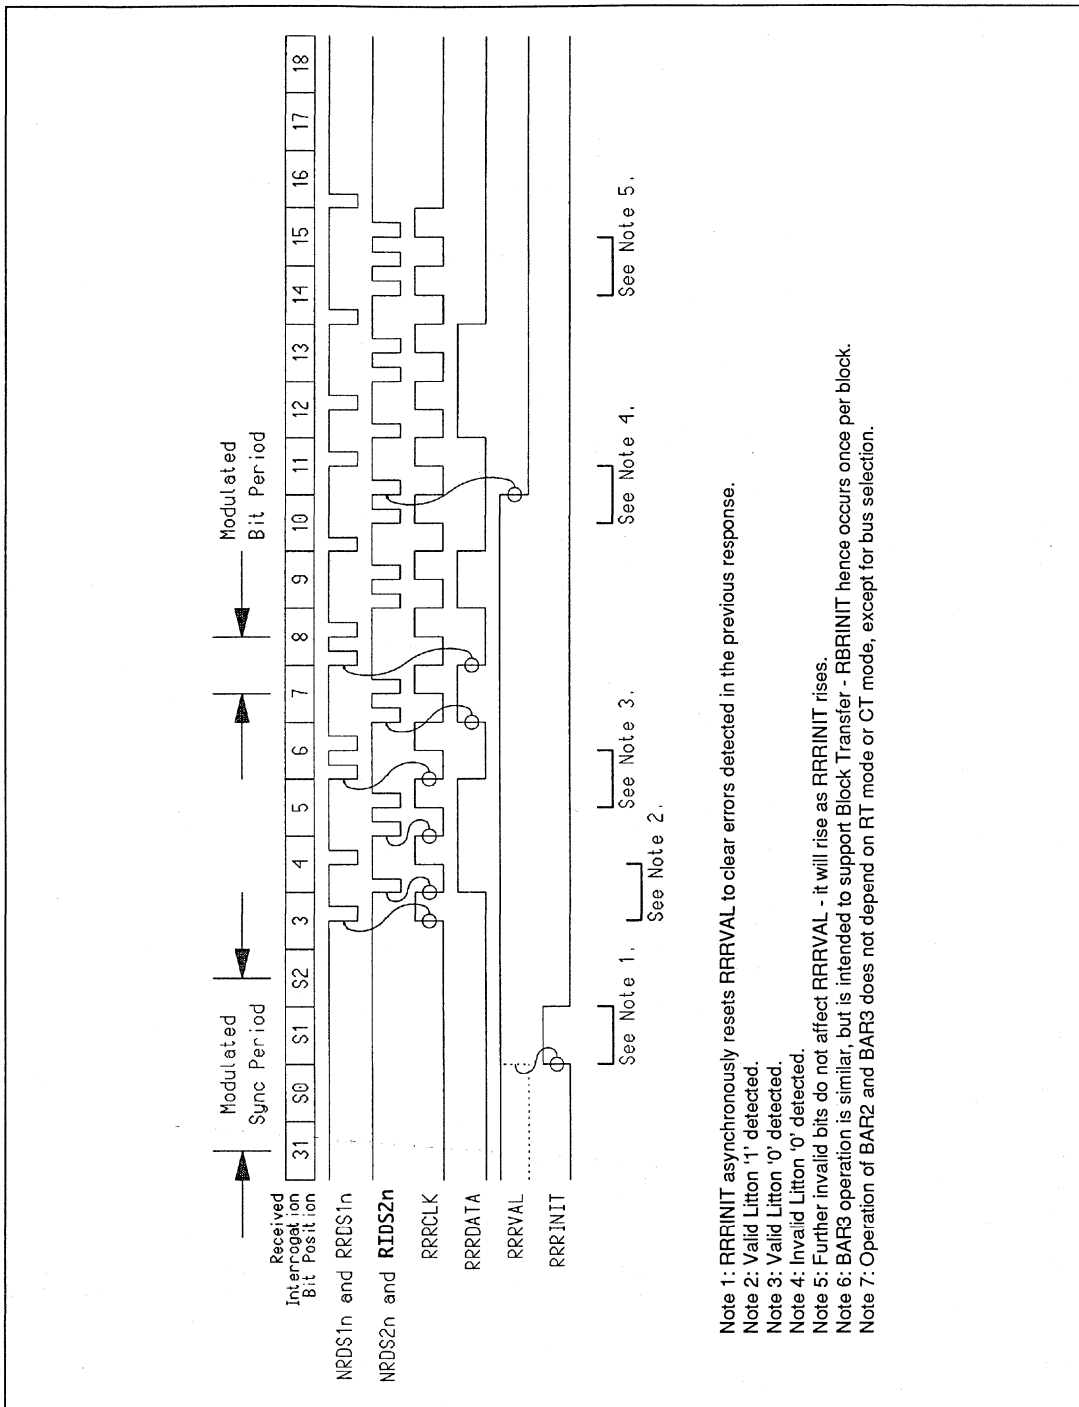 Modulated
Sync Period
Modulated
Bit Period
Received
Interrogation
Bit Position
31 S0 S1 S2 3 4 5 6 7 8 9 10 11 12 13 14 15 16 17 18
NRDS1n and RRDS1n
NRDS2n and RIDS2n
RRRCLK
RRRDATA
RRRVAL
RRRINIT
See Note 1.
See Note 2.
See Note 3.
See Note 4.
See Note 5.
Note 1: RRRINIT asynchronously resets RRRVAL to clear errors detected in the previous response.
Note 2: Valid Litton '1' detected.
Note 3: Valid Litton '0' detected.
Note 4: Invalid Litton '0' detected.
Note 5: Further invalid bits do not affect RRRVAL - it will rise as RRRINIT rises.
Note 6: BAR3 operation is similar, but is intended to support Block Transfer - RBRINIT hence occurs once per block.
Note 7: Operation of BAR2 and BAR3 does not depend on RT mode or CT mode, except for bus selection.